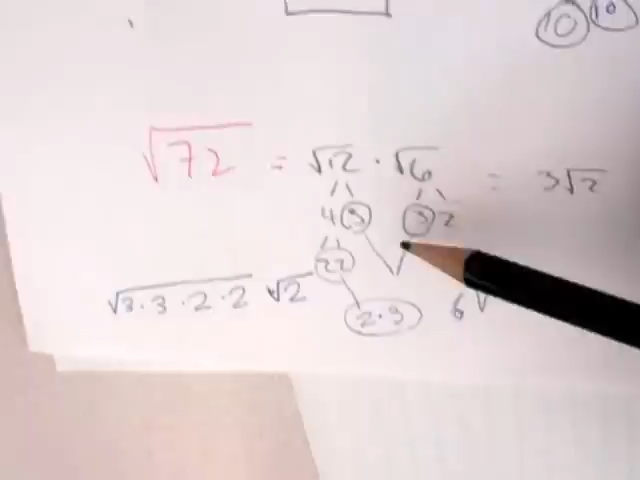 10 10
√72 = √12 · √6 = 3√2
4 3 3 2
2 2
√3·3·2·2 √2
2·3 6√